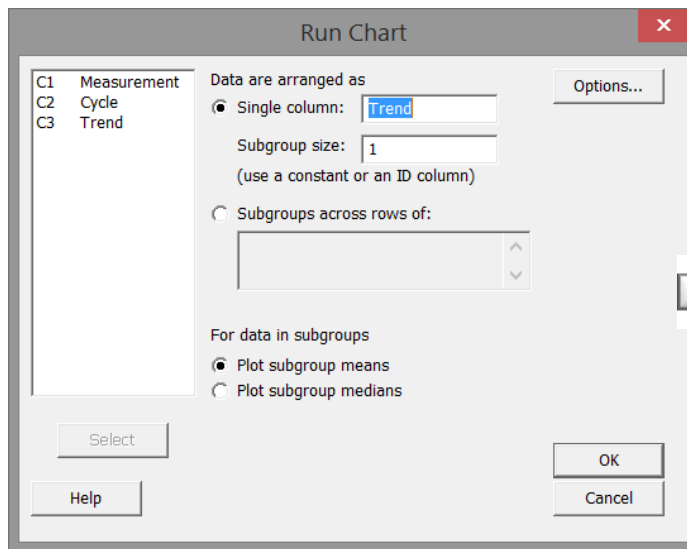 Run Chart
C1 Measurement
C2 Cycle
C3 Trend
Data are arranged as
Single column: Trend
Subgroup size: 1
(use a constant or an ID column)
Subgroups across rows of:
For data in subgroups
Plot subgroup means
Plot subgroup medians
Options...
Select
Help
OK
Cancel